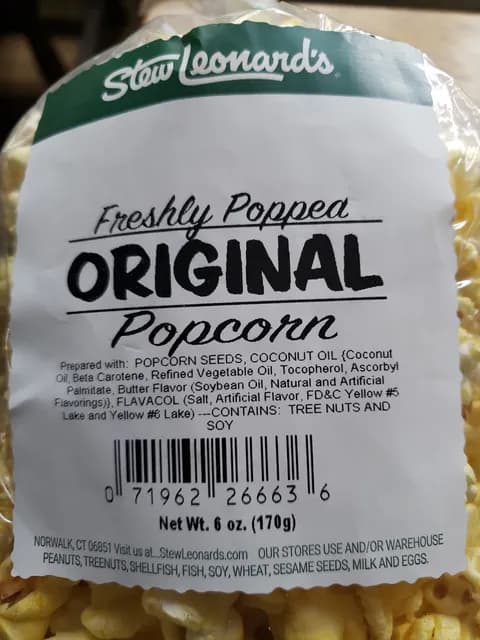 Stew Leonard's
Freshly Popped
ORIGINAL
Popcorn
Prepared with: POPCORN SEEDS, COCONUT OIL {Coconut
Oil, Beta Carotene, Refined Vegetable Oil, Tocopherol, Ascorbyl
Palmitate, Butter Flavor (Soybean Oil, Natural and Artificial
Flavorings)}, FLAVACOL (Salt, Artificial Flavor, FD&C Yellow #5
Lake and Yellow #6 Lake) ---CONTAINS: TREE NUTS AND
SOY
0 71962 26663 6
Net Wt. 6 oz. (170g)
NORWALK, CT 06851 Visit us at...StewLeonards.com OUR STORES USE AND/OR WAREHOUSE
PEANUTS, TREENUTS, SHELLFISH, FISH, SOY, WHEAT, SESAME SEEDS, MILK AND EGGS.